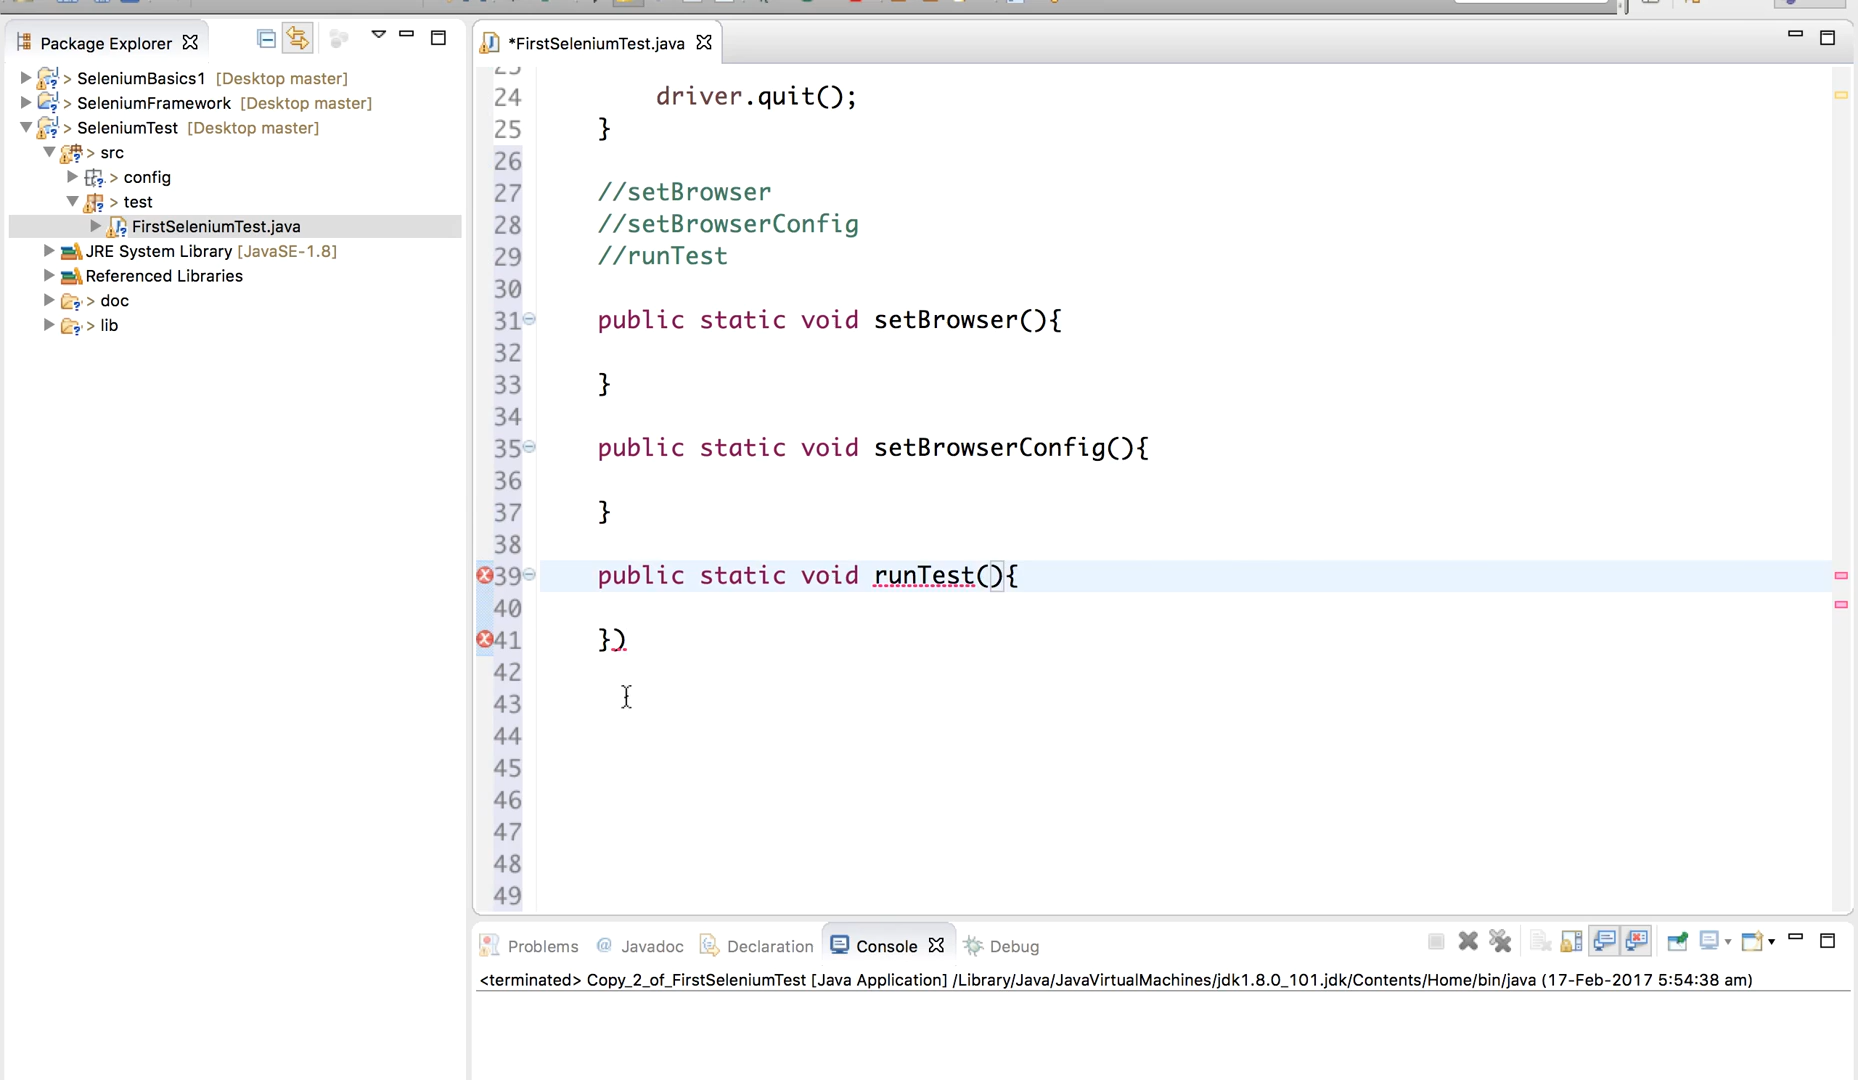 Package Explorer
> SeleniumBasics1 [Desktop master]
> SeleniumFramework [Desktop master]
> SeleniumTest [Desktop master]
> src
> config
> test
FirstSeleniumTest.java
JRE System Library [JavaSE-1.8]
Referenced Libraries
> doc
> lib
*FirstSeleniumTest.java
24 driver.quit();
25 }
26
27 //setBrowser
28 //setBrowserConfig
29 //runTest
30
31 public static void setBrowser(){
32
33 }
34
35 public static void setBrowserConfig(){
36
37 }
38
39 public static void runTest(){
40
41 })
42
43
44
45
46
47
48
49
Problems @ Javadoc Declaration Console Debug
<terminated> Copy_2_of_FirstSeleniumTest [Java Application] /Library/Java/JavaVirtualMachines/jdk1.8.0_101.jdk/Contents/Home/bin/java (17-Feb-2017 5:54:38 am)